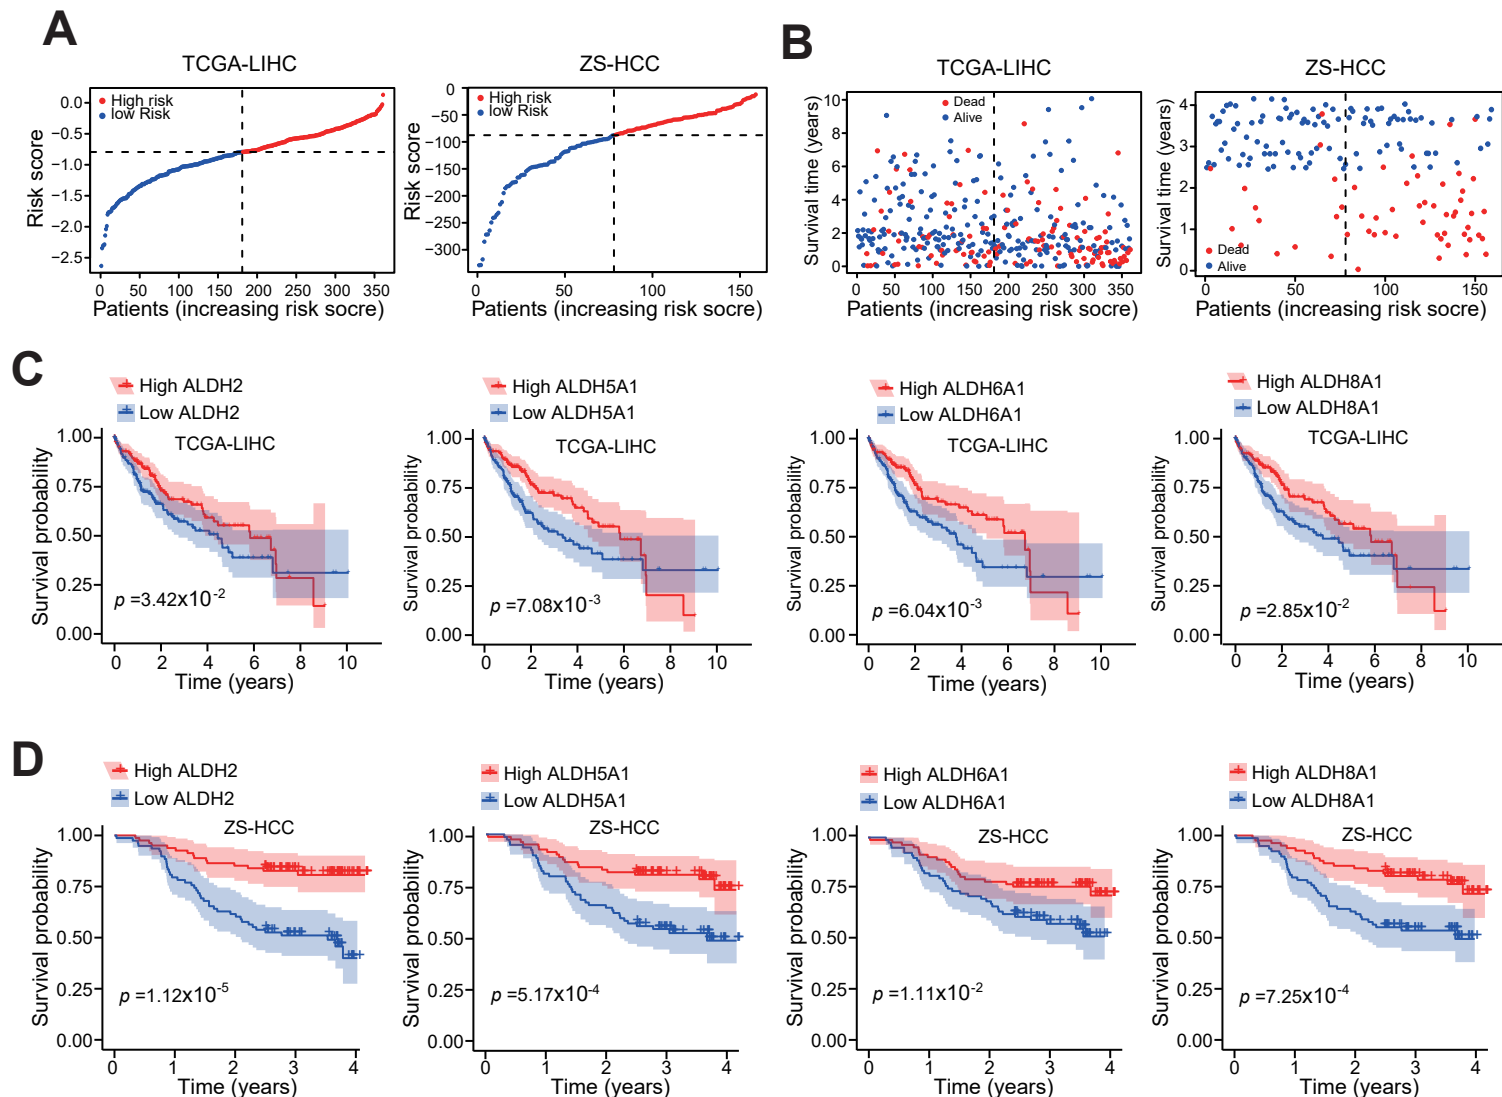 A
TCGA-LIHC
High risk
low Risk
Risk score
0.0
−0.5
−1.0
−1.5
−2.0
−2.5
0 50 100 150 200 250 300 350
Patients (increasing risk socre)
ZS-HCC
High risk
low Risk
Risk score
0
−50
−100
−150
−200
−250
−300
0 50 100 150
Patients (increasing risk socre)
B
TCGA-LIHC
Dead
Alive
Survival time (years)
10
8
6
4
2
0
0 50 100 150 200 250 300 350
Patients (increasing risk socre)
ZS-HCC
Dead
Alive
Survival time (years)
4
3
2
1
0
0 50 100 150
Patients (increasing risk socre)
C
High ALDH2
Low ALDH2
TCGA-LIHC
Survival probability
1.00
0.75
0.50
0.25
0.00
p =3.42x10-2
0 2 4 6 8 10
Time (years)
High ALDH5A1
Low ALDH5A1
TCGA-LIHC
Survival probability
1.00
0.75
0.50
0.25
0.00
p =7.08x10-3
0 2 4 6 8 10
Time (years)
High ALDH6A1
Low ALDH6A1
TCGA-LIHC
Survival probability
1.00
0.75
0.50
0.25
0.00
p =6.04x10-3
0 2 4 6 8 10
Time (years)
High ALDH8A1
Low ALDH8A1
TCGA-LIHC
Survival probability
1.00
0.75
0.50
0.25
0.00
p =2.85x10-2
0 2 4 6 8 10
Time (years)
D
High ALDH2
Low ALDH2
ZS-HCC
Survival probability
1.00
0.75
0.50
0.25
0.00
p =1.12x10-5
0 1 2 3 4
Time (years)
High ALDH5A1
Low ALDH5A1
ZS-HCC
Survival probability
1.00
0.75
0.50
0.25
0.00
p =5.17x10-4
0 1 2 3 4
Time (years)
High ALDH6A1
Low ALDH6A1
ZS-HCC
Survival probability
1.00
0.75
0.50
0.25
0.00
p =1.11x10-2
0 1 2 3 4
Time (years)
High ALDH8A1
Low ALDH8A1
ZS-HCC
Survival probability
1.00
0.75
0.50
0.25
0.00
p =7.25x10-4
0 1 2 3 4
Time (years)